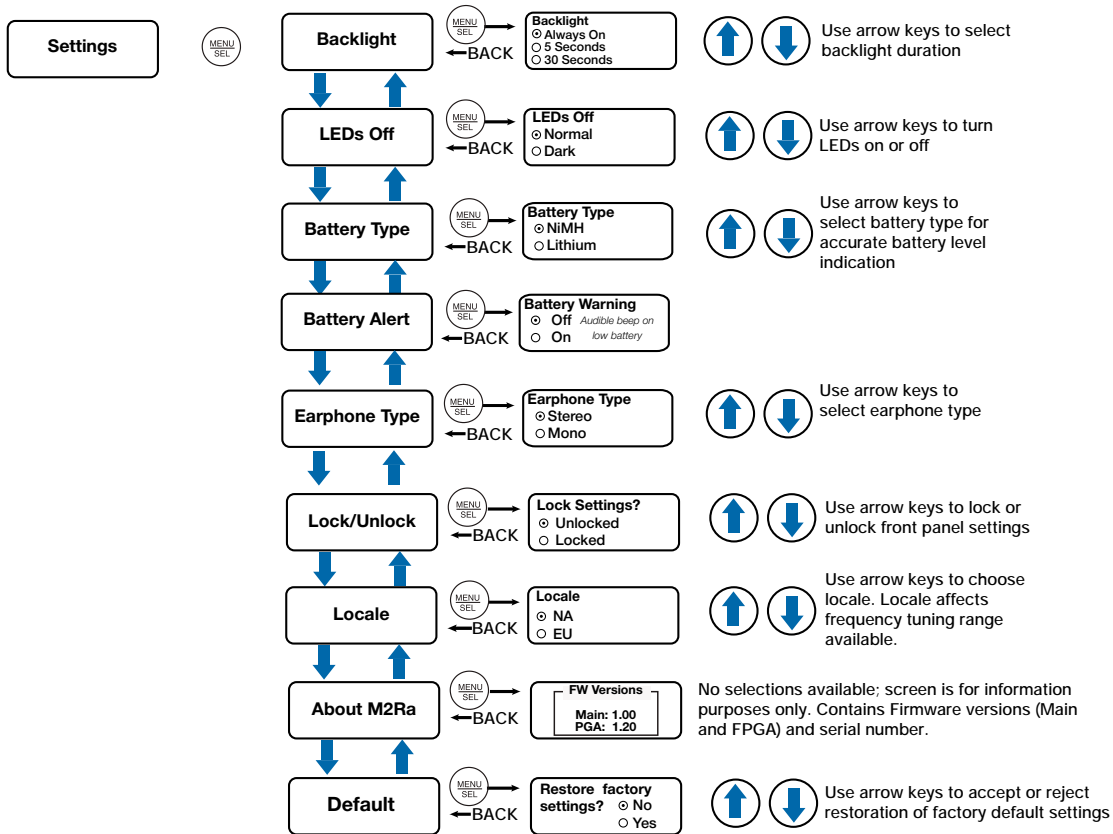 Settings
MENU
SEL
Backlight
MENU
SEL
BACK
Backlight
Always On
5 Seconds
30 Seconds
Use arrow keys to select
backlight duration
LEDs Off
MENU
SEL
BACK
LEDs Off
Normal
Dark
Use arrow keys to turn
LEDs on or off
Battery Type
MENU
SEL
BACK
Battery Type
NiMH
Lithium
Use arrow keys to
select battery type for
accurate battery level
indication
Battery Alert
MENU
SEL
BACK
Battery Warning
Off Audible beep on
On low battery
Earphone Type
MENU
SEL
BACK
Earphone Type
Stereo
Mono
Use arrow keys to
select earphone type
Lock/Unlock
MENU
SEL
BACK
Lock Settings?
Unlocked
Locked
Use arrow keys to lock or
unlock front panel settings
Locale
MENU
SEL
BACK
Locale
NA
EU
Use arrow keys to choose
locale. Locale affects
frequency tuning range
available.
About M2Ra
MENU
SEL
BACK
FW Versions
Main: 1.00
PGA: 1.20
No selections available; screen is for information
purposes only. Contains Firmware versions (Main
and FPGA) and serial number.
Default
MENU
SEL
BACK
Restore factory
settings? No
Yes
Use arrow keys to accept or reject
restoration of factory default settings